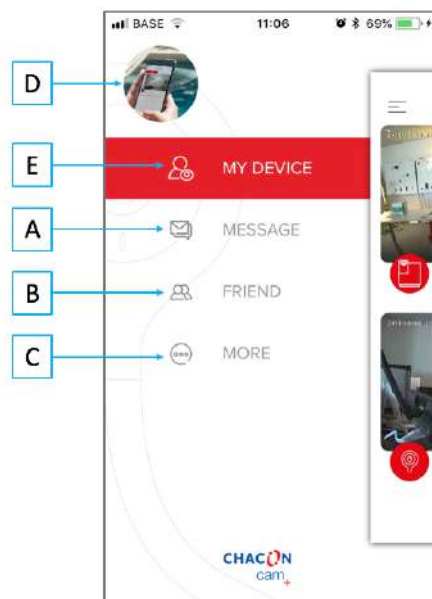 BASE 11:06 69%
D
E MY DEVICE
A MESSAGE
B FRIEND
C MORE
CHACON
cam+